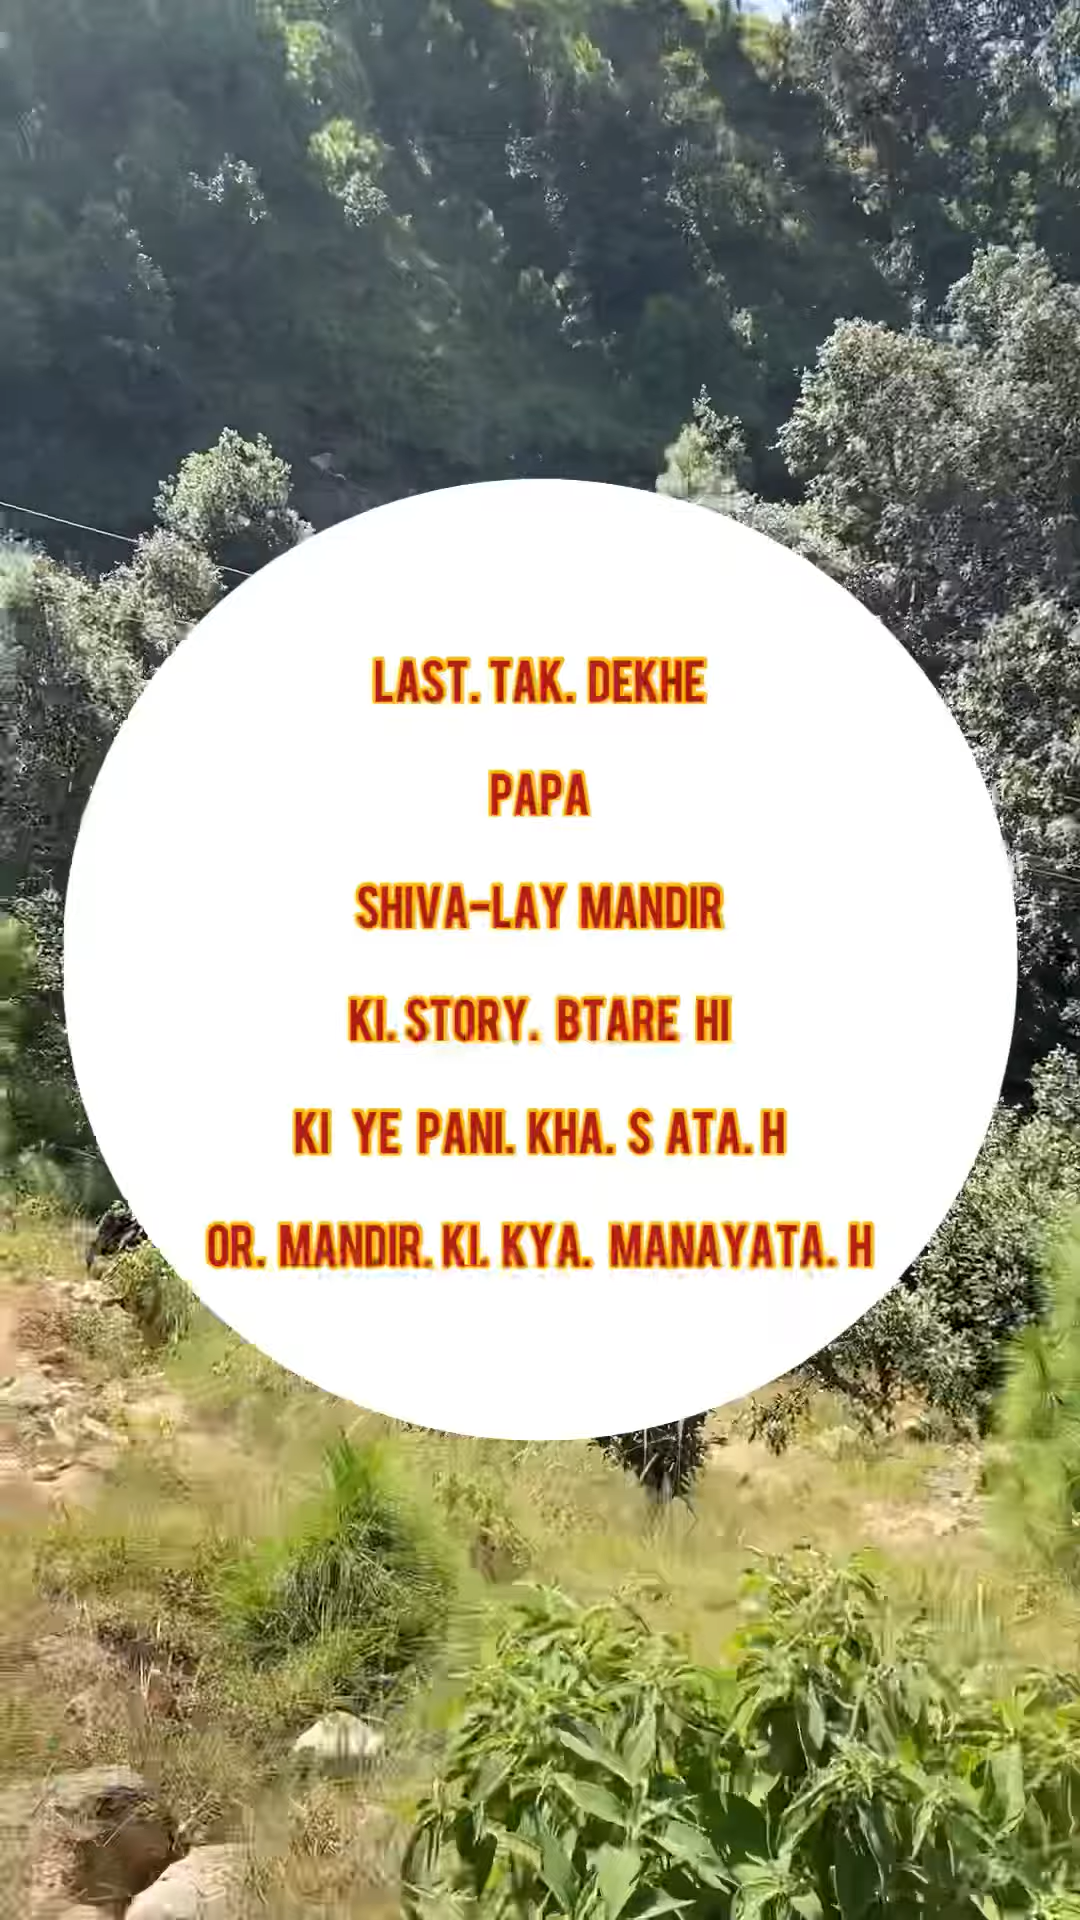 LAST. TAK. DEKHE
PAPA
SHIVA-LAY MANDIR
KI. STORY. BTARE HI
KI YE PANI. KHA. S ATA. H
OR. MANDIR. KI. KYA. MANAYATA. H